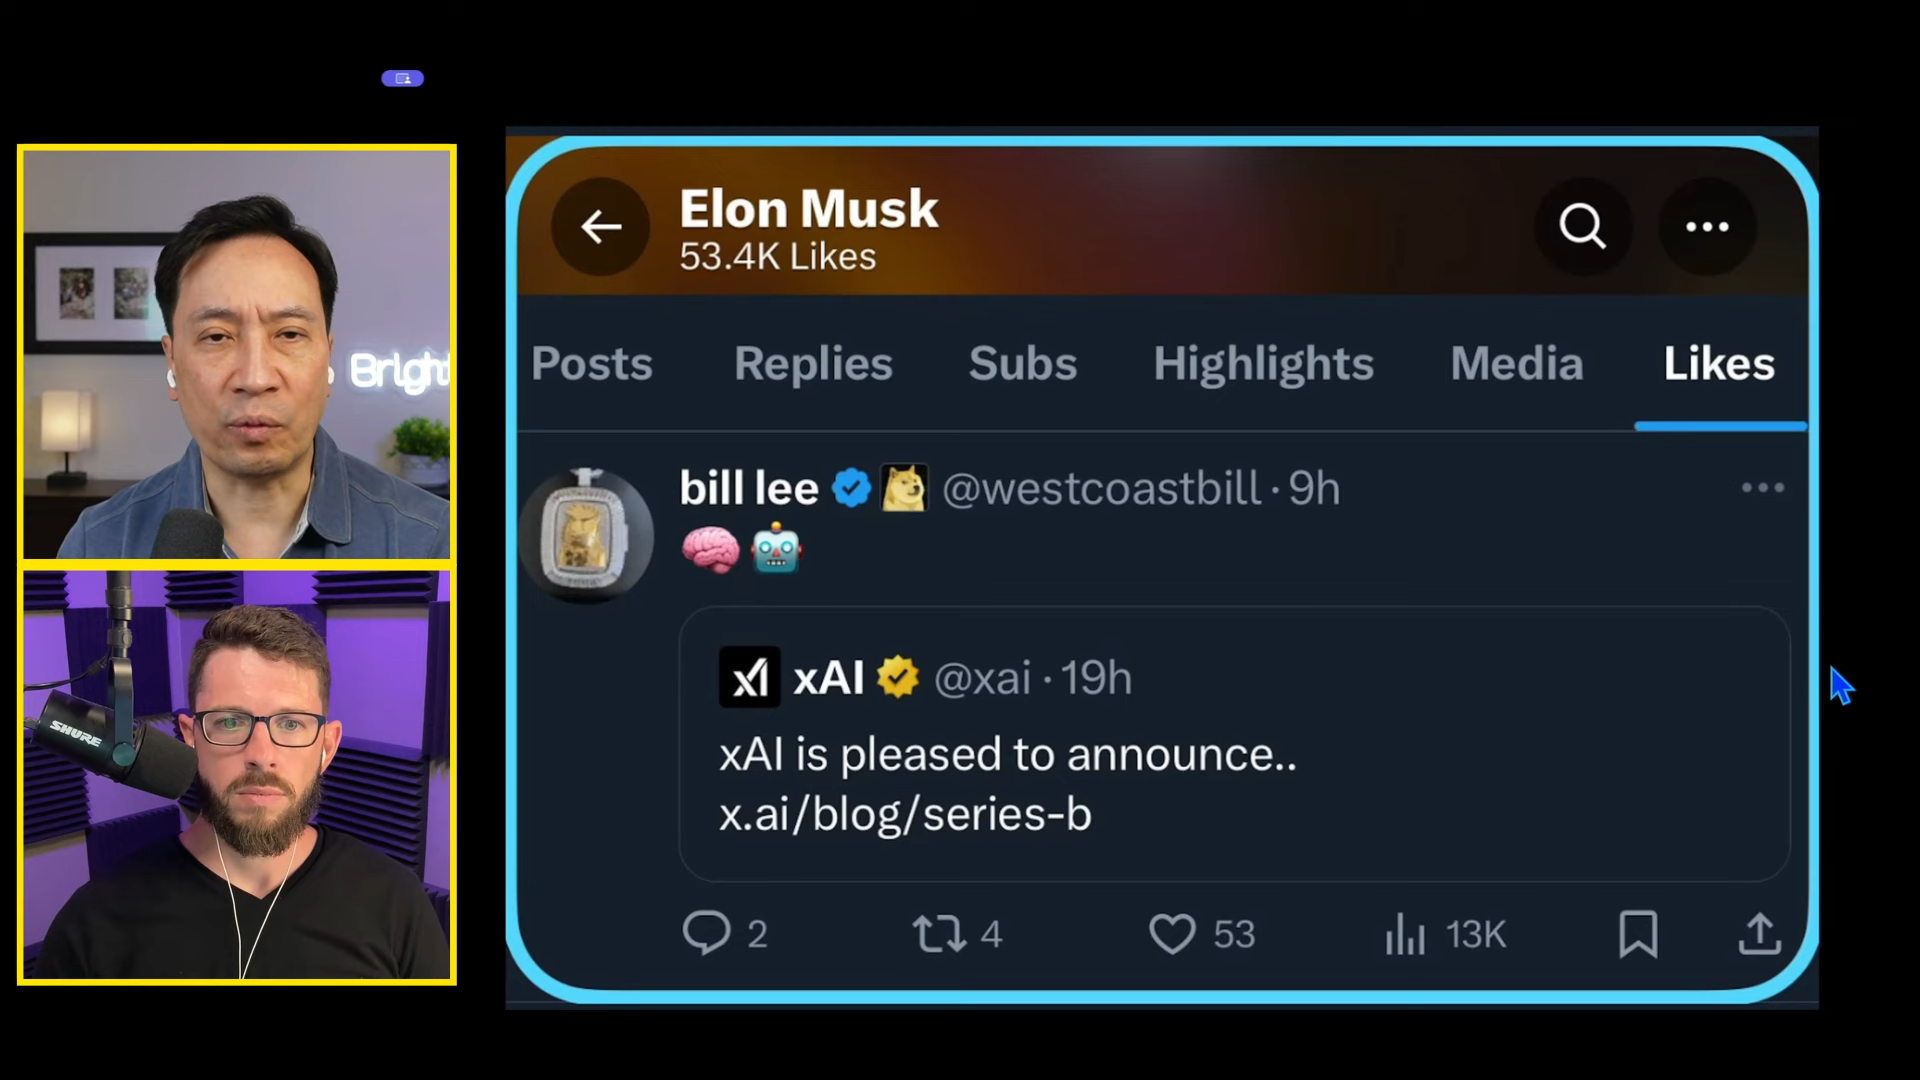 Bright
SHURE
Elon Musk
53.4K Likes
Posts Replies Subs Highlights Media Likes
bill lee @westcoastbill · 9h
xAI @xai · 19h
xAI is pleased to announce..
x.ai/blog/series-b
2 4 53 13K